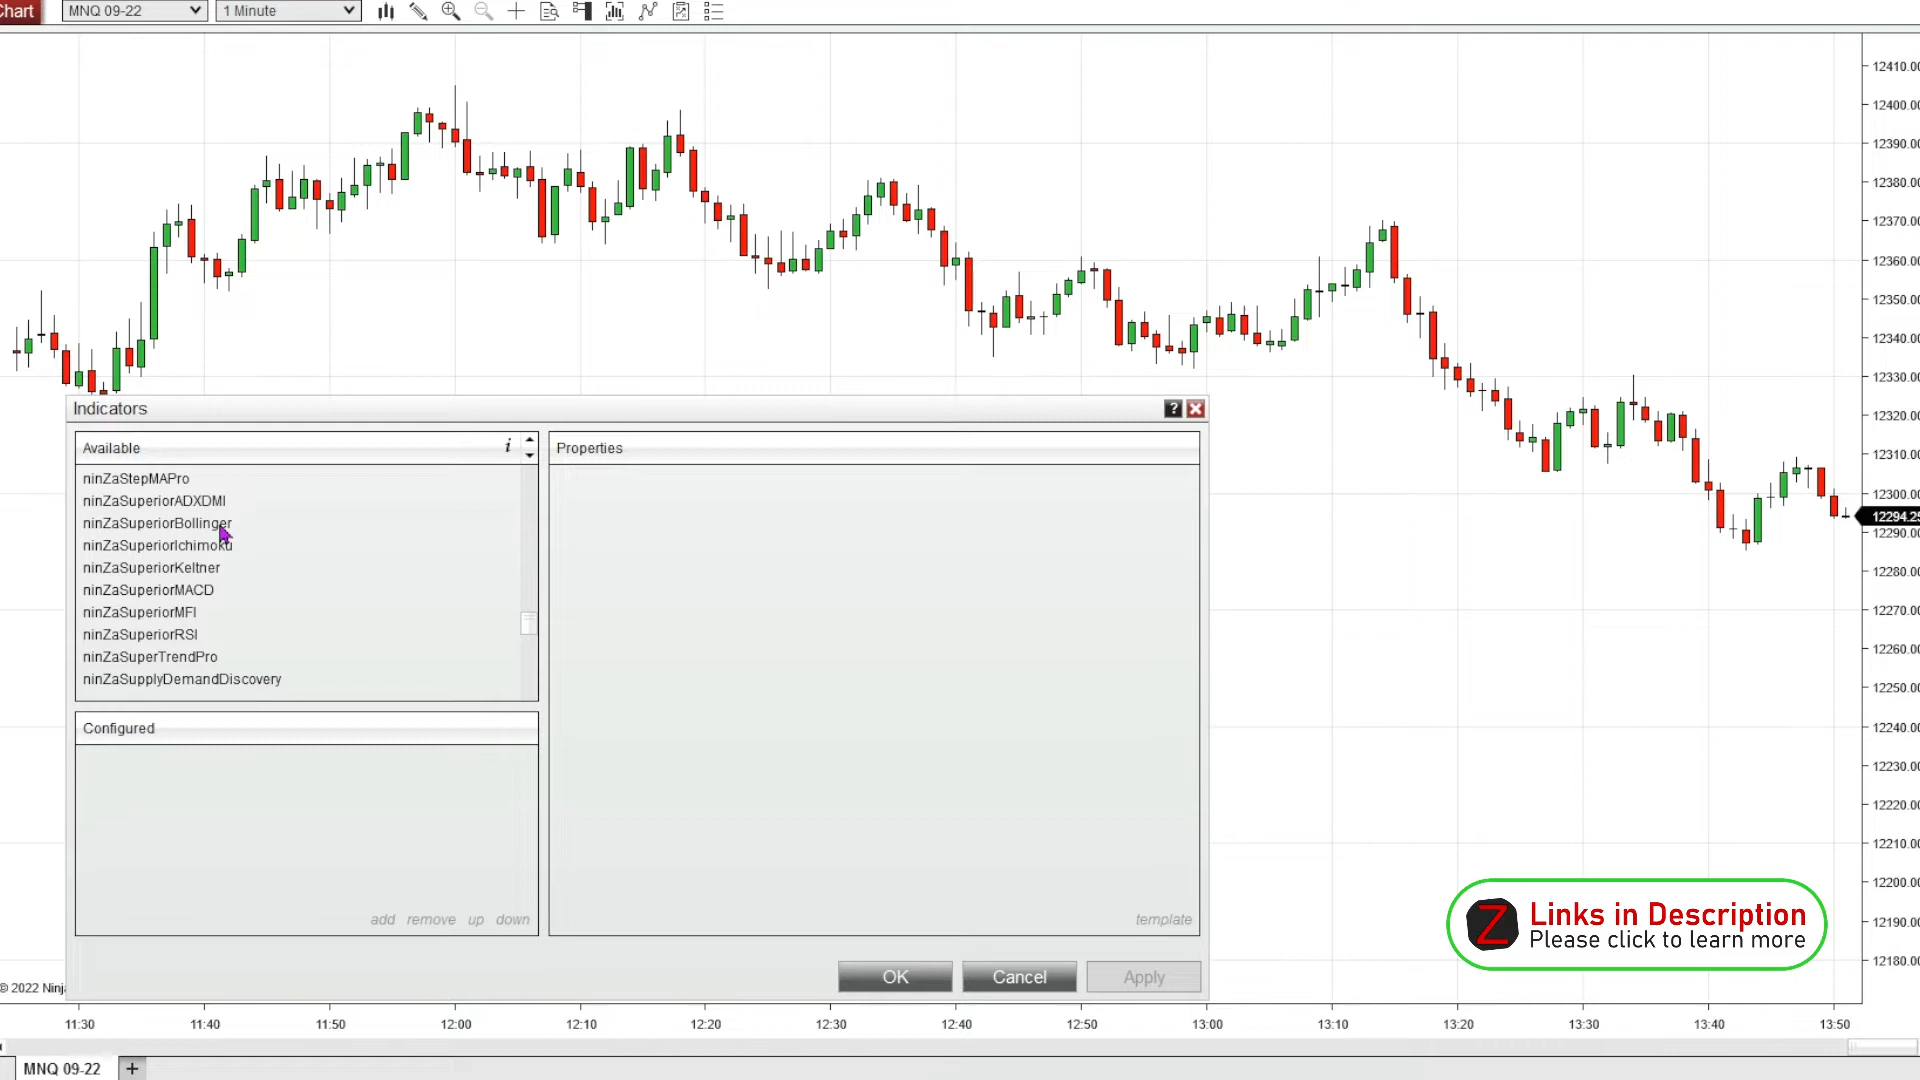 Chart
MNQ 09-22
1 Minute
12410.00
12400.00
12390.00
12380.00
12370.00
12360.00
12350.00
12340.00
12330.00
12320.00
12310.00
12300.00
12294.25
12290.00
12280.00
12270.00
12260.00
12250.00
12240.00
12230.00
12220.00
12210.00
12200.00
12190.00
12180.00
Indicators
?
Available
i
Properties
ninZaStepMAPro
ninZaSuperiorADXDMI
ninZaSuperiorBollinger
ninZaSuperiorIchimoku
ninZaSuperiorKeltner
ninZaSuperiorMACD
ninZaSuperiorMFI
ninZaSuperiorRSI
ninZaSuperTrendPro
ninZaSupplyDemandDiscovery
Configured
add remove up down
template
OK
Cancel
Apply
Z
Links in Description
Please click to learn more
© 2022 Ninj
11:30
11:40
11:50
12:00
12:10
12:20
12:30
12:40
12:50
13:00
13:10
13:20
13:30
13:40
13:50
MNQ 09-22
+